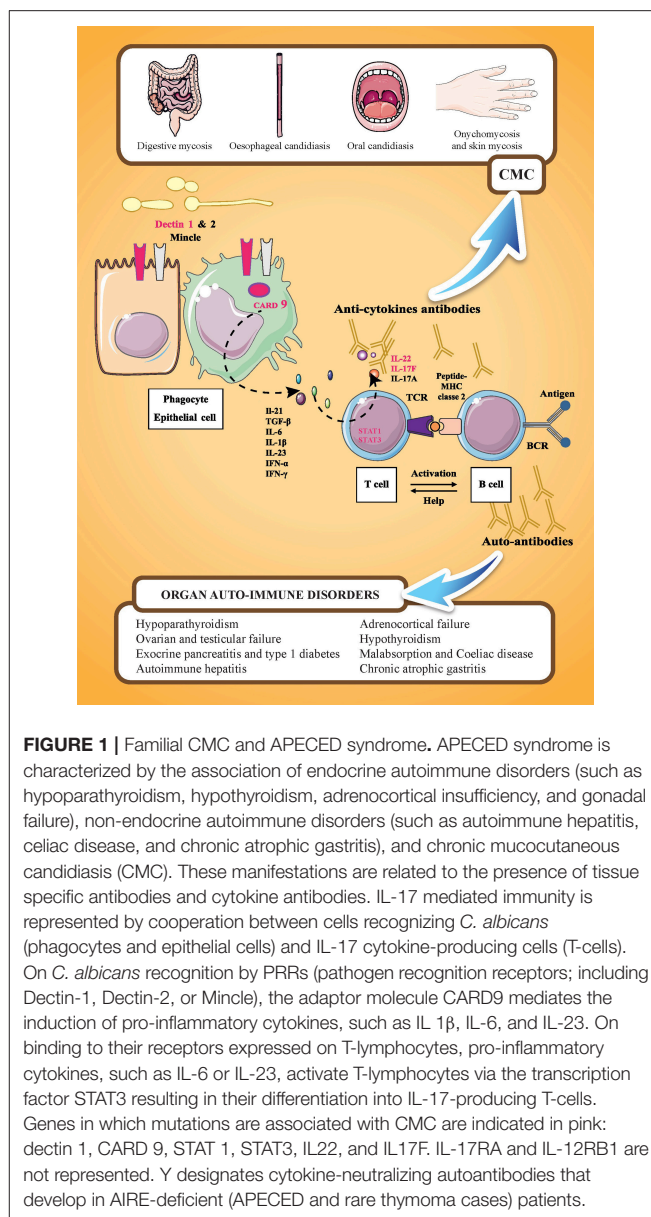 Digestive mycosis
Oesophageal candidiasis
Oral candidiasis
Onychomycosis
and skin mycosis
CMC
Dectin 1 & 2
Mincle
CARD 9
Anti-cytokines antibodies
IL-22
IL-17F
IL-17A
Peptide-
MHC
classe 2
TCR
Antigen
BCR
Phagocyte
Epithelial cell
Il-21
TGF-β
IL-6
IL-1β
IL-23
IFN-α
IFN-γ
STAT1
STAT3
T cell
Activation
Help
B cell
Auto-antibodies
ORGAN AUTO-IMMUNE DISORDERS
Hypoparathyroidism
Ovarian and testicular failure
Exocrine pancreatitis and type 1 diabetes
Autoimmune hepatitis
Adrenocortical failure
Hypothyroidism
Malabsorption and Coeliac disease
Chronic atrophic gastritis
FIGURE 1 | Familial CMC and APECED syndrome. APECED syndrome is
characterized by the association of endocrine autoimmune disorders (such as
hypoparathyroidism, hypothyroidism, adrenocortical insufficiency, and gonadal
failure), non-endocrine autoimmune disorders (such as autoimmune hepatitis,
celiac disease, and chronic atrophic gastritis), and chronic mucocutaneous
candidiasis (CMC). These manifestations are related to the presence of tissue
specific antibodies and cytokine antibodies. IL-17 mediated immunity is
represented by cooperation between cells recognizing C. albicans
(phagocytes and epithelial cells) and IL-17 cytokine-producing cells (T-cells).
On C. albicans recognition by PRRs (pathogen recognition receptors; including
Dectin-1, Dectin-2, or Mincle), the adaptor molecule CARD9 mediates the
induction of pro-inflammatory cytokines, such as IL 1β, IL-6, and IL-23. On
binding to their receptors expressed on T-lymphocytes, pro-inflammatory
cytokines, such as IL-6 or IL-23, activate T-lymphocytes via the transcription
factor STAT3 resulting in their differentiation into IL-17-producing T-cells.
Genes in which mutations are associated with CMC are indicated in pink:
dectin 1, CARD 9, STAT 1, STAT3, IL22, and IL17F. IL-17RA and IL-12RB1 are
not represented. Y designates cytokine-neutralizing autoantibodies that
develop in AIRE-deficient (APECED and rare thymoma cases) patients.